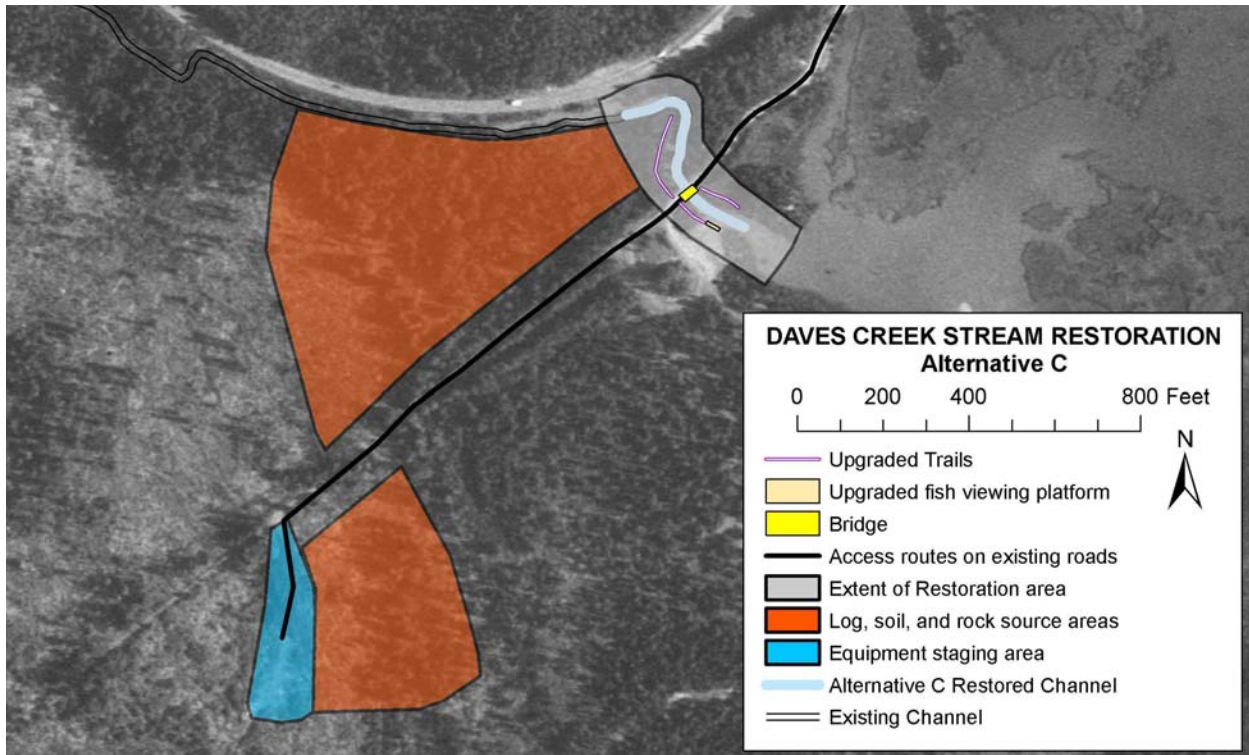 DAVES CREEK STREAM RESTORATION
Alternative C
0 200 400 800 Feet
N
Upgraded Trails
Upgraded fish viewing platform
Bridge
Access routes on existing roads
Extent of Restoration area
Log, soil, and rock source areas
Equipment staging area
Alternative C Restored Channel
Existing Channel